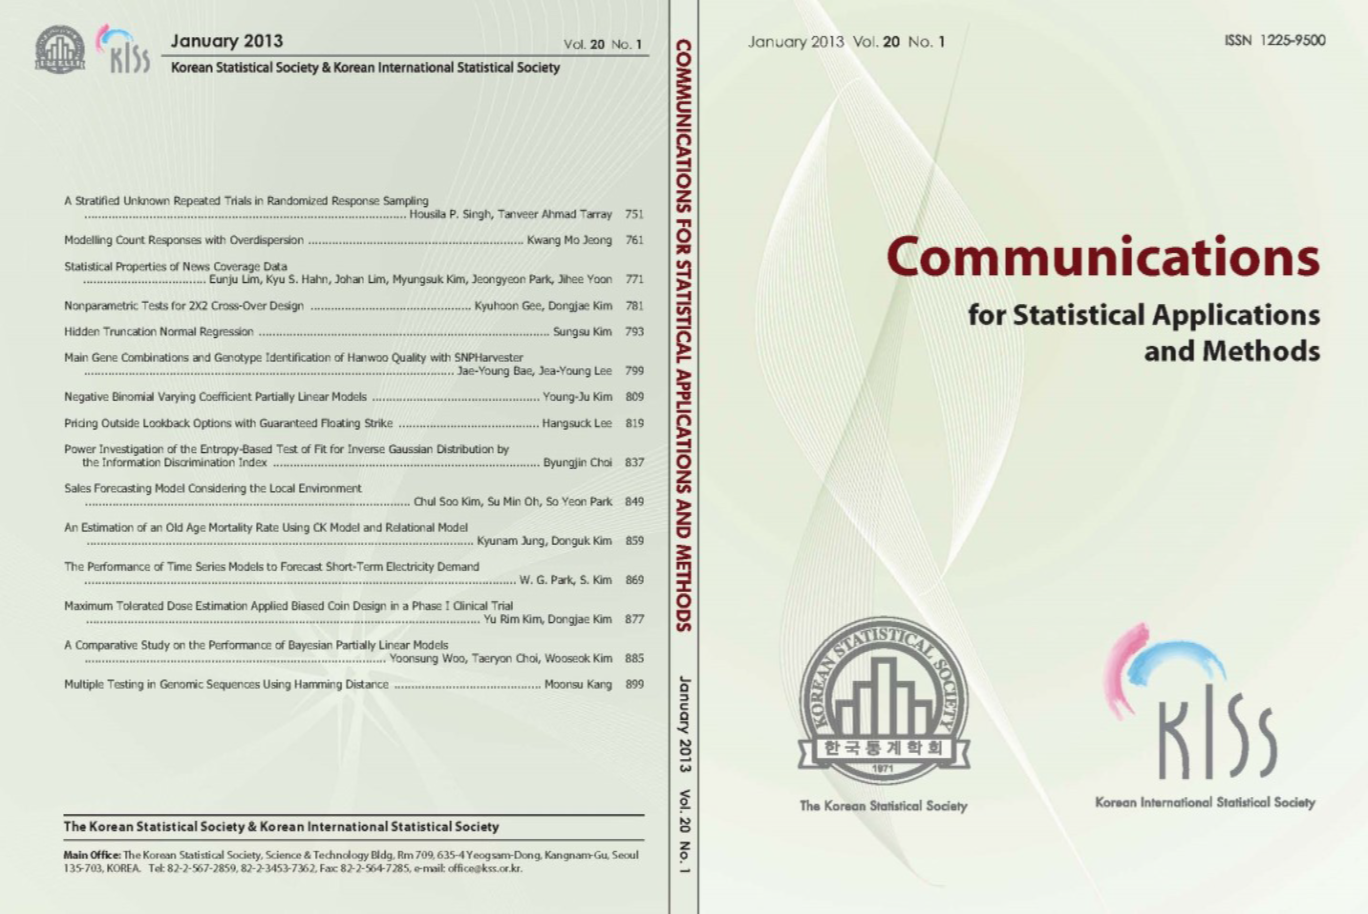 KISS
January 2013
Vol. 20 No. 1
Korean Statistical Society & Korean International Statistical Society
A Stratified Unknown Repeated Trials in Randomized Response Sampling
Housila P. Singh, Tanveer Ahmad Tarray 751
Modelling Count Responses with Overdispersion Kwang Mo Jeong 761
Statistical Properties of News Coverage Data
Eunju Lim, Kyu S. Hahn, Johan Lim, Myungsuk Kim, Jeongyeon Park, Jihee Yoon 771
Nonparametric Tests for 2X2 Cross-Over Design Kyuhoon Gee, Dongjae Kim 781
Hidden Truncation Normal Regression Sungsu Kim 793
Main Gene Combinations and Genotype Identification of Hanwoo Quality with SNPHarvester
Jae-Young Bae, Jea-Young Lee 799
Negative Binomial Varying Coefficient Partially Linear Models Young-Ju Kim 809
Pricing Outside Lookback Options with Guaranteed Floating Strike Hangsuck Lee 819
Power Investigation of the Entropy-Based Test of Fit for Inverse Gaussian Distribution by
the Information Discrimination Index Byungjin Choi 837
Sales Forecasting Model Considering the Local Environment
Chul Soo Kim, Su Min Oh, So Yeon Park 849
An Estimation of an Old Age Mortality Rate Using CK Model and Relational Model
Kyunam Jung, Donguk Kim 859
The Performance of Time Series Models to Forecast Short-Term Electricity Demand
W. G. Park, S. Kim 869
Maximum Tolerated Dose Estimation Applied Biased Coin Design in a Phase I Clinical Trial
Yu Rim Kim, Dongjae Kim 877
A Comparative Study on the Performance of Bayesian Partially Linear Models
Yoonsung Woo, Taeryon Choi, Wooseok Kim 885
Multiple Testing in Genomic Sequences Using Hamming Distance Moonsu Kang 899
The Korean Statistical Society & Korean International Statistical Society
Main Office: The Korean Statistical Society, Science & Technology Bldg, Rm 709, 635-4 Yeogsam-Dong, Kangnam-Gu, Seoul
135-703, KOREA. Tel: 82-2-567-2859, 82-2-3453-7362, Fax: 82-2-564-7285, e-mail: office@kss.or.kr.
COMMUNICATIONS FOR STATISTICAL APPLICATIONS AND METHODS January 2013 Vol. 20 No. 1
January 2013 Vol. 20 No. 1
ISSN 1225-9500
Communications
for Statistical Applications
and Methods
KOREAN STATISTICAL SOCIETY
한국통계학회
1971
The Korean Statistical Society
KISS
Korean International Statistical Society